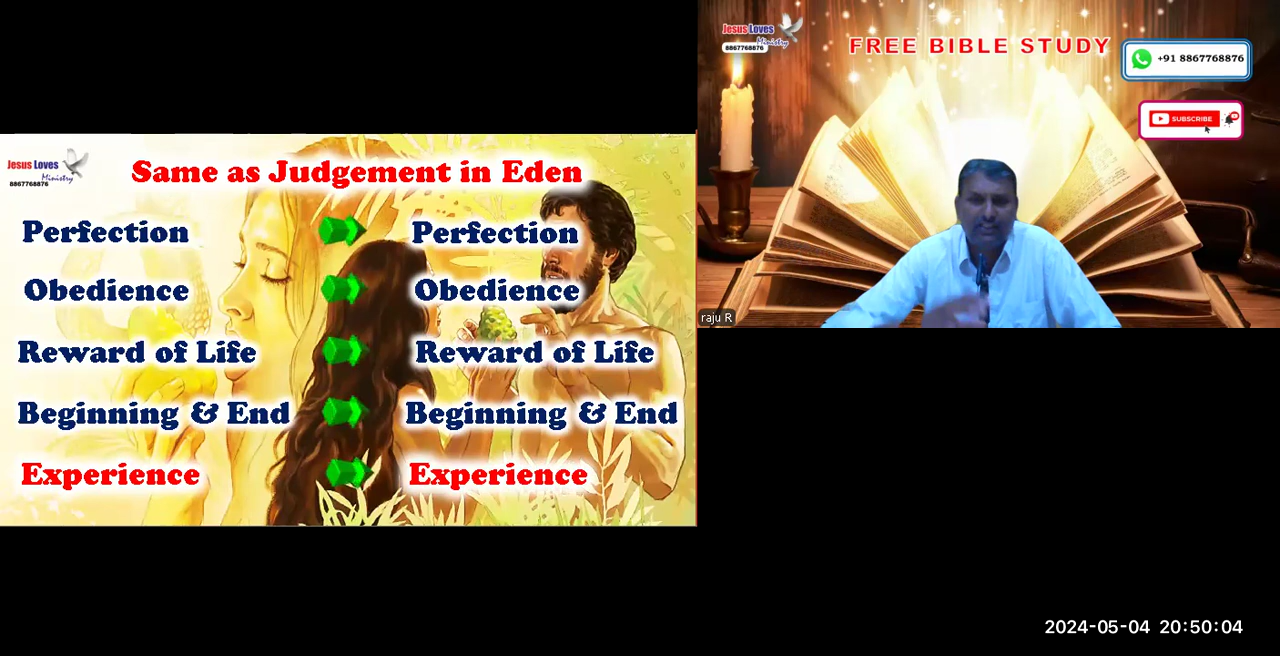 Jesus Loves
Ministry
8867768876
Same as Judgement in Eden
Perfection
Perfection
Obedience
Obedience
Reward of Life
Reward of Life
Beginning & End
Beginning & End
Experience
Experience
Jesus Loves
Ministry
8867768876
FREE BIBLE STUDY
+91 8867768876
SUBSCRIBE
raju R
2024-05-04 20:50:04